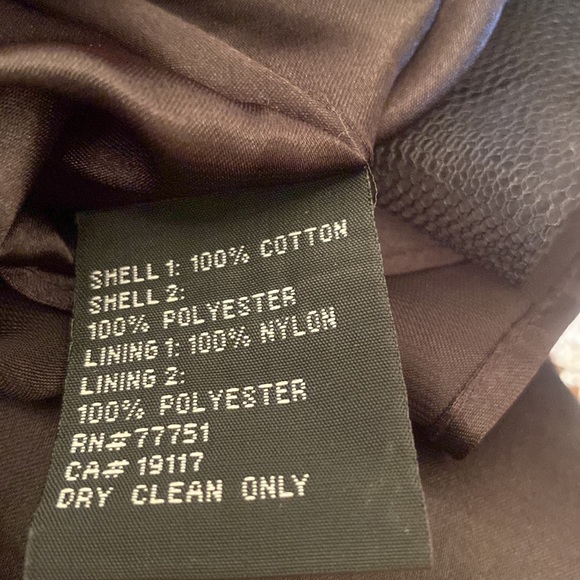 SHELL 1: 100% COTTON
SHELL 2:
100% POLYESTER
LINING 1: 100% NYLON
LINING 2:
100% POLYESTER
RN# 77751
CA# 19117
DRY CLEAN ONLY